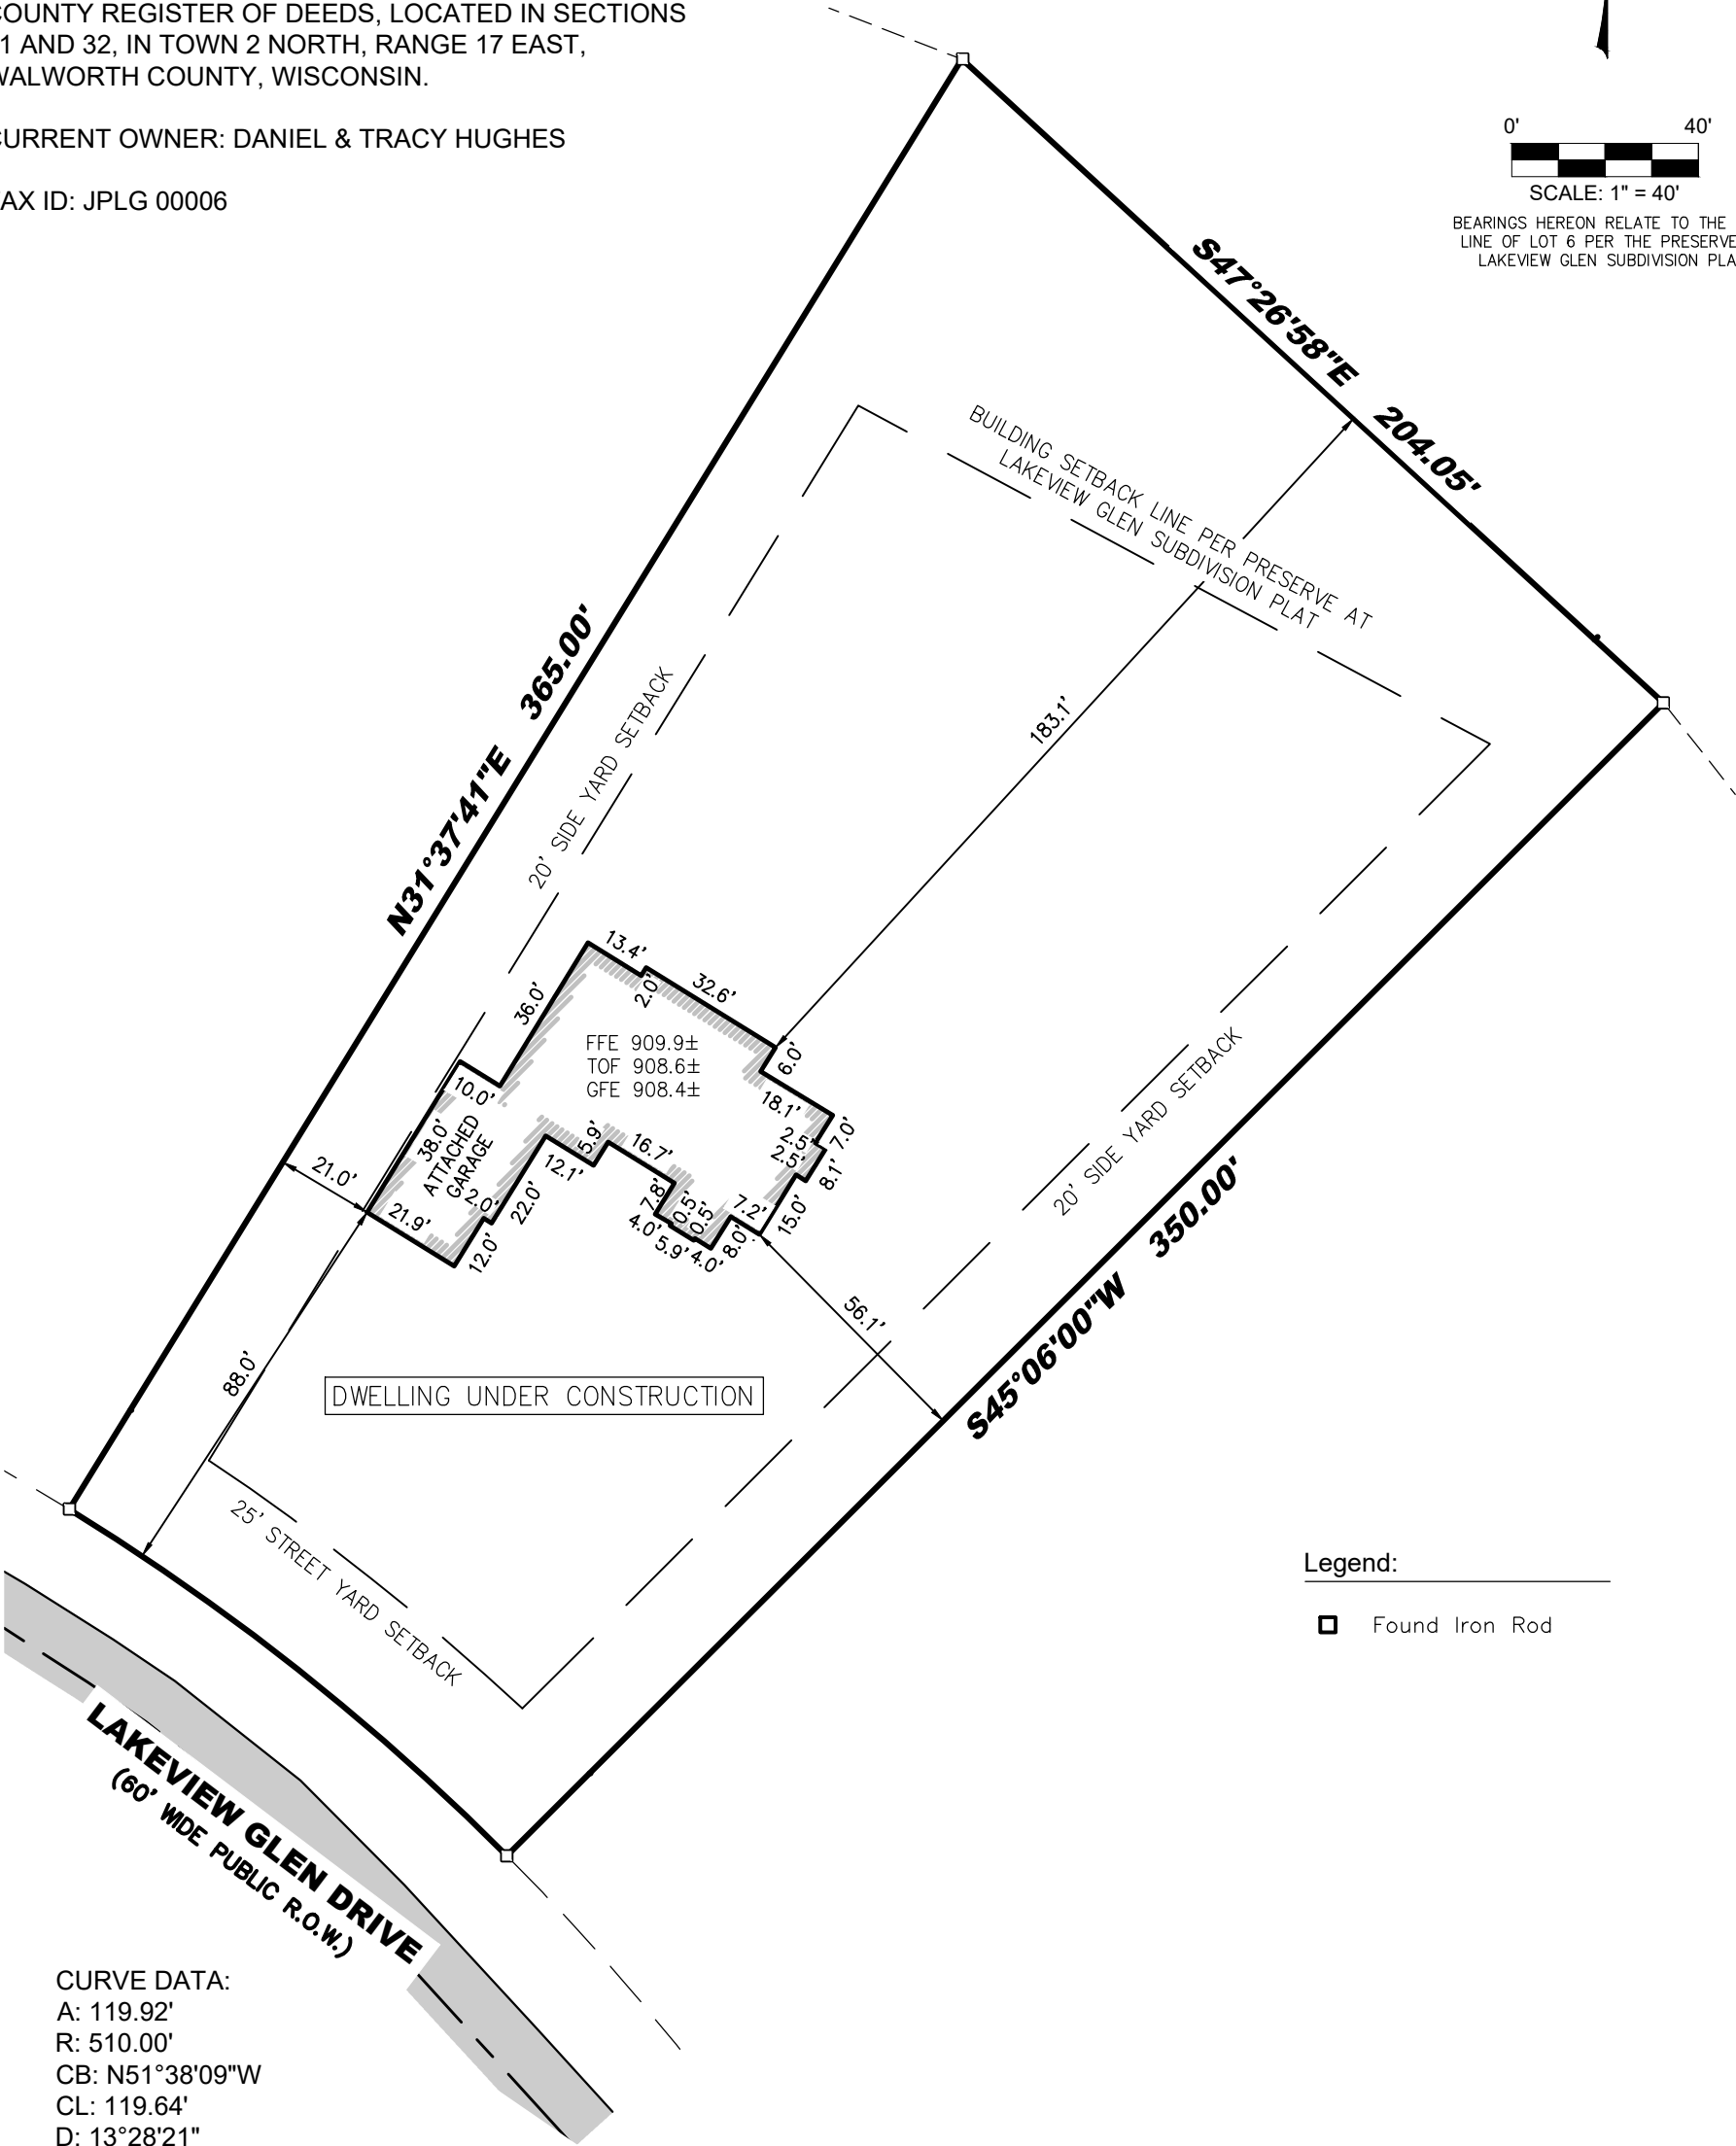 COUNTY REGISTER OF DEEDS, LOCATED IN SECTIONS
1 AND 32, IN TOWN 2 NORTH, RANGE 17 EAST,
WALWORTH COUNTY, WISCONSIN.
CURRENT OWNER: DANIEL & TRACY HUGHES
AX ID: JPLG 00006
0' 40'
SCALE: 1" = 40'
BEARINGS HEREON RELATE TO THE
LINE OF LOT 6 PER THE PRESERVE
LAKEVIEW GLEN SUBDIVISION PLA
S47°26'58"E 204.05'
BUILDING SETBACK LINE PER PRESERVE AT
LAKEVIEW GLEN SUBDIVISION PLAT
N31°37'41"E 365.00'
20' SIDE YARD SETBACK
183.1'
13.4'
2.0'
32.6'
36.0'
FFE 909.9±
TOF 908.6±
GFE 908.4±
6.0'
18.1'
7.0'
2.5'
2.5'
8.1'
15.0'
10.0'
38.0'
ATTACHED
GARAGE
2.0'
21.9'
12.0'
22.0'
12.1'
5.9'
16.7'
7.8'
0.5'
0.5'
4.0'
5.9'
4.0'
8.0'
7.2'
21.0'
20' SIDE YARD SETBACK
56.1'
S45°06'00"W 350.00'
88.0'
DWELLING UNDER CONSTRUCTION
25' STREET YARD SETBACK
Legend:
Found Iron Rod
LAKEVIEW GLEN DRIVE
(60' WIDE PUBLIC R.O.W.)
CURVE DATA:
A: 119.92'
R: 510.00'
CB: N51°38'09"W
CL: 119.64'
D: 13°28'21"